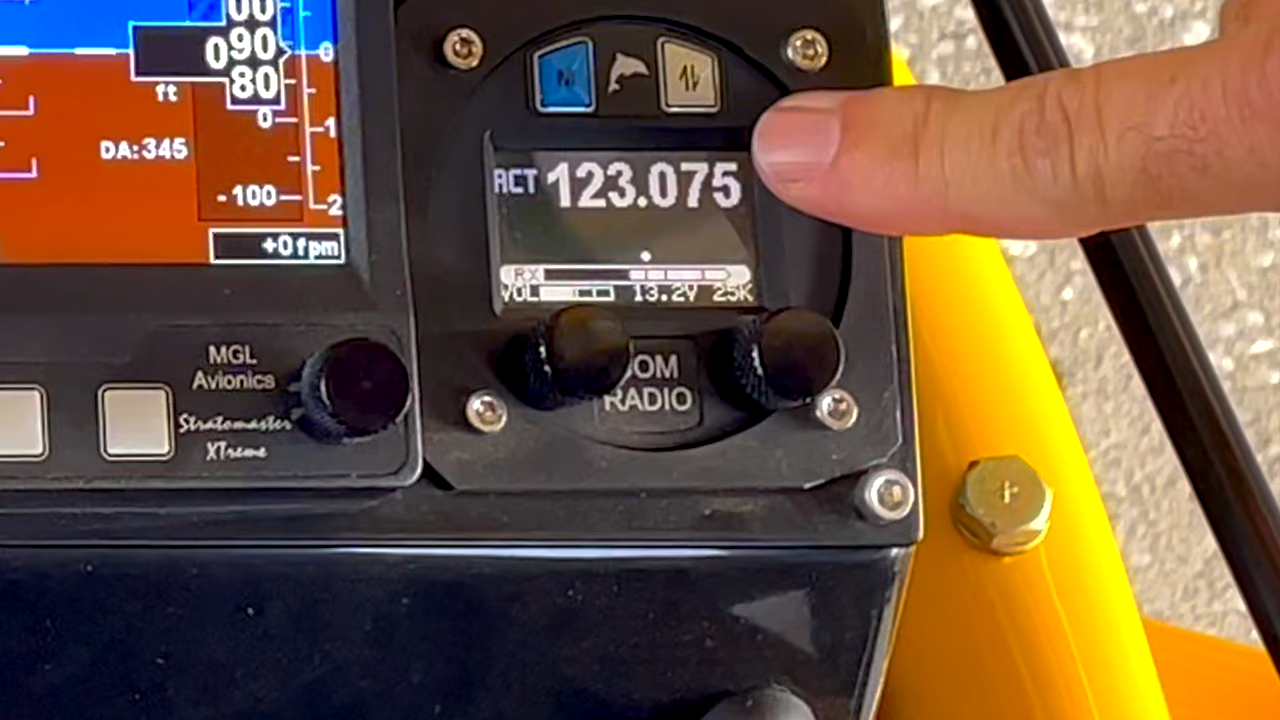 00
090
80
0
ft
0
-1
DA:345
-100
-2
+0fpm
N
ACT 123.075
RX
VOL 13.2V 25K
COM
RADIO
MGL
Avionics
Stratomaster
XTreme